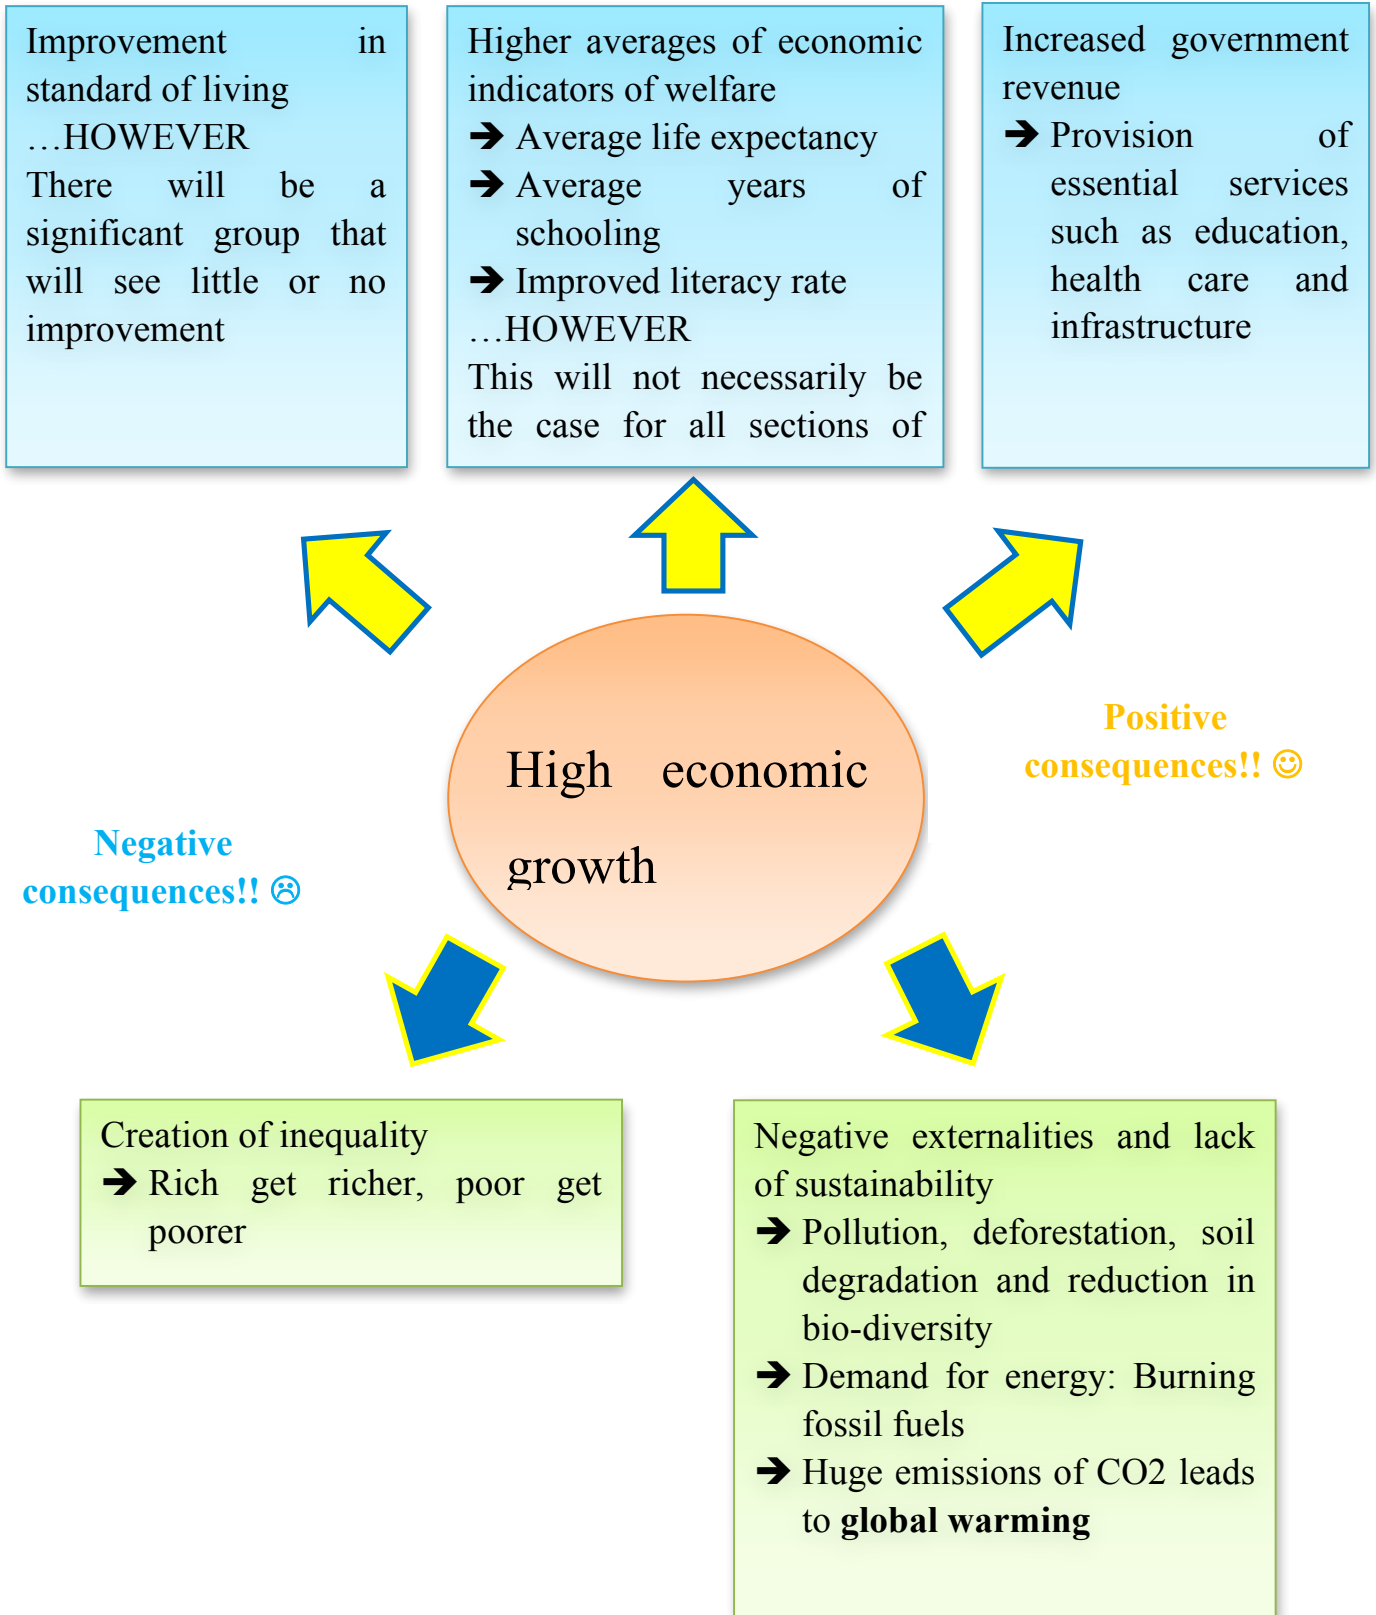 Improvement in
standard of living
…HOWEVER
There will be a
significant group that
will see little or no
improvement
Higher averages of economic
indicators of welfare
➔ Average life expectancy
➔ Average years of
schooling
➔ Improved literacy rate
…HOWEVER
This will not necessarily be
the case for all sections of
Increased government
revenue
➔ Provision of
essential services
such as education,
health care and
infrastructure
Positive
consequences!! ☺
High economic
growth
Negative
consequences!! ☹
Creation of inequality
➔ Rich get richer, poor get
poorer
Negative externalities and lack
of sustainability
➔ Pollution, deforestation, soil
degradation and reduction in
bio-diversity
➔ Demand for energy: Burning
fossil fuels
➔ Huge emissions of CO2 leads
to global warming